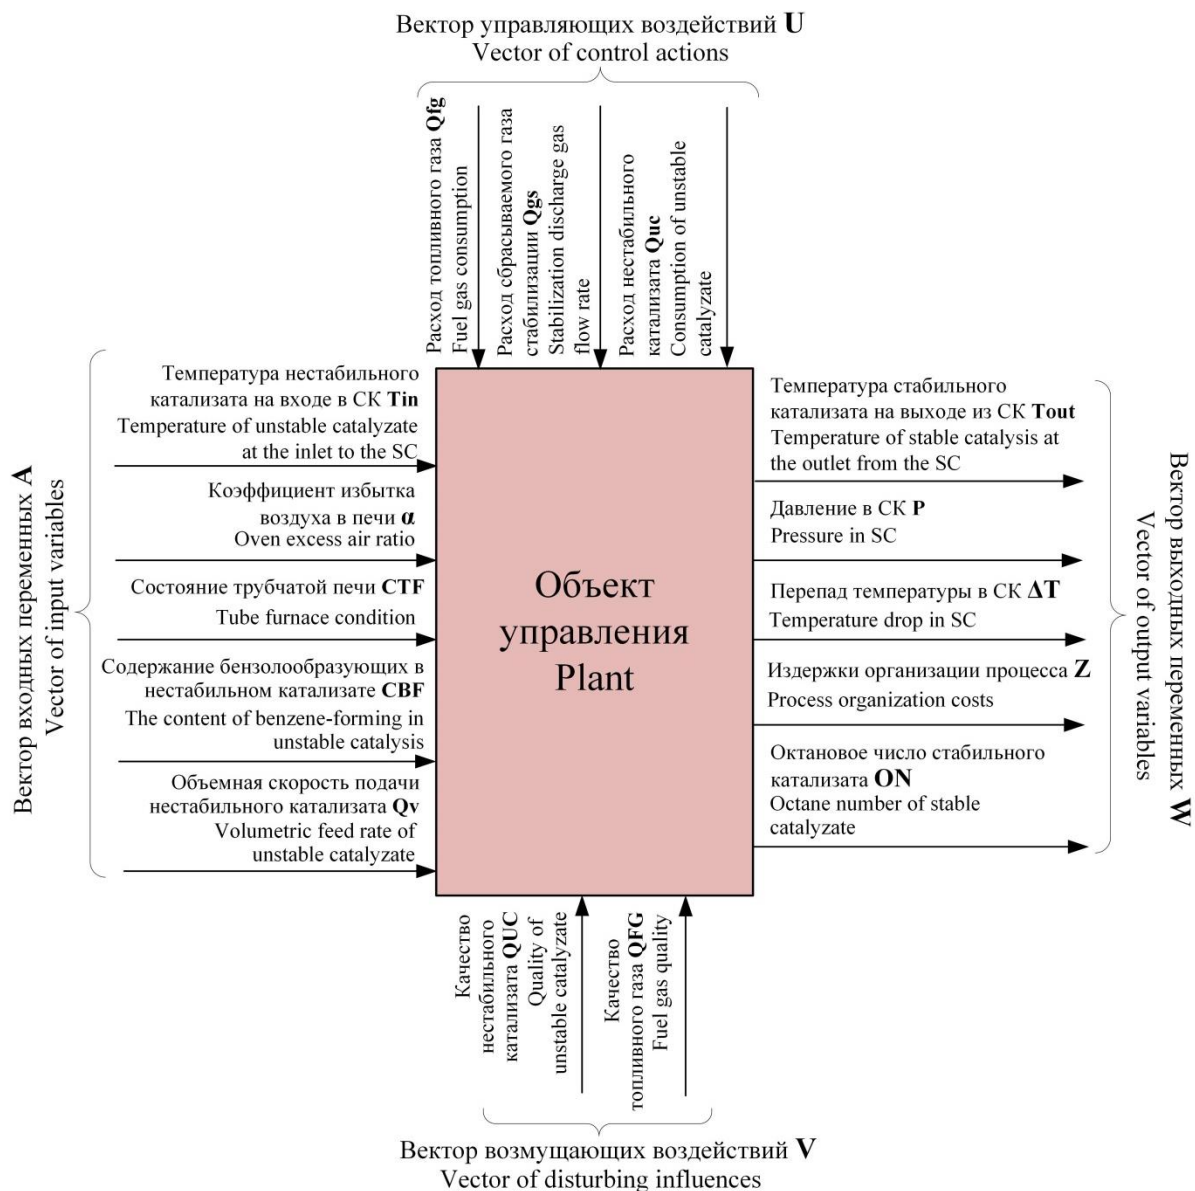 Вектор управляющих воздействий U
Vector of control actions
Расход топливного газа Qfg
Fuel gas consumption
Расход сбрасываемого газа
стабилизации Qgs
Stabilization discharge gas
flow rate
Расход нестабильного
катализата Quc
Consumption of unstable
catalyzate
Вектор входных переменных A
Vector of input variables
Температура нестабильного
катализата на входе в СК Tin
Temperature of unstable catalyzate
at the inlet to the SC
Коэффициент избытка
воздуха в печи α
Oven excess air ratio
Состояние трубчатой печи CTF
Tube furnace condition
Содержание бензолообразующих в
нестабильном катализате CBF
The content of benzene-forming in
unstable catalysis
Объемная скорость подачи
нестабильного катализата Qv
Volumetric feed rate of
unstable catalyzate
Объект
управления
Plant
Температура стабильного
катализата на выходе из СК Tout
Temperature of stable catalysis at
the outlet from the SC
Давление в СК P
Pressure in SC
Перепад температуры в СК ΔT
Temperature drop in SC
Издержки организации процесса Z
Process organization costs
Октановое число стабильного
катализата ON
Octane number of stable
catalyzate
Вектор выходных переменных W
Vector of output variables
Качество
нестабильного
катализата QUC
Quality of
unstable catalyzate
Качество
топливного газа QFG
Fuel gas quality
Вектор возмущающих воздействий V
Vector of disturbing influences